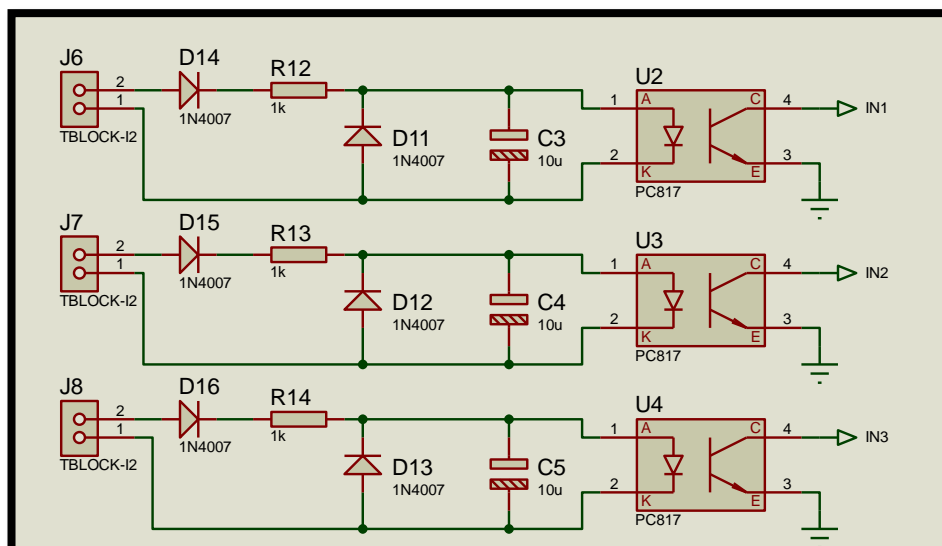 J6
2
1
TBLOCK-I2
D14
1N4007
R12
1k
D11
1N4007
C3
10u
U2
1
2
A
K
C
E
4
3
PC817
IN1
J7
2
1
TBLOCK-I2
D15
1N4007
R13
1k
D12
1N4007
C4
10u
U3
1
2
A
K
C
E
4
3
PC817
IN2
J8
2
1
TBLOCK-I2
D16
1N4007
R14
1k
D13
1N4007
C5
10u
U4
1
2
A
K
C
E
4
3
PC817
IN3